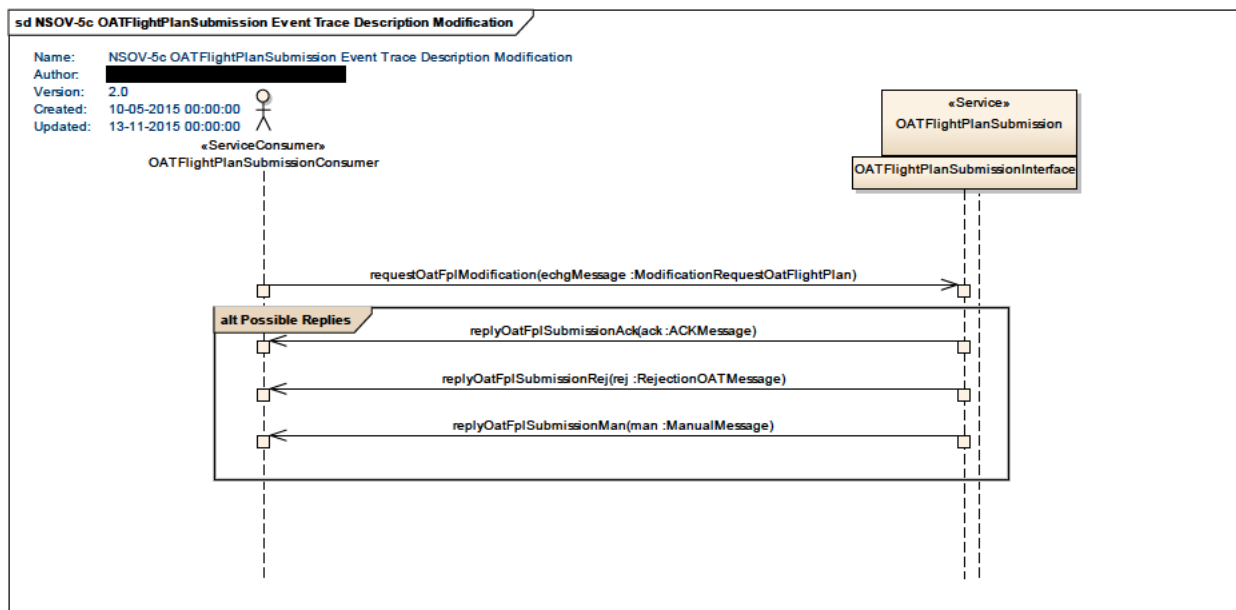 sd NSOV-5c OATFlightPlanSubmission Event Trace Description Modification
Name: NSOV-5c OATFlightPlanSubmission Event Trace Description Modification
Author:
Version: 2.0
Created: 10-05-2015 00:00:00
Updated: 13-11-2015 00:00:00
«ServiceConsumer»
OATFlightPlanSubmissionConsumer
«Service»
OATFlightPlanSubmission
OATFlightPlanSubmissionInterface
requestOatFplModification(echgMessage :ModificationRequestOatFlightPlan)
alt Possible Replies
replyOatFplSubmissionAck(ack :ACKMessage)
replyOatFplSubmissionRej(rej :RejectionOATMessage)
replyOatFplSubmissionMan(man :ManualMessage)